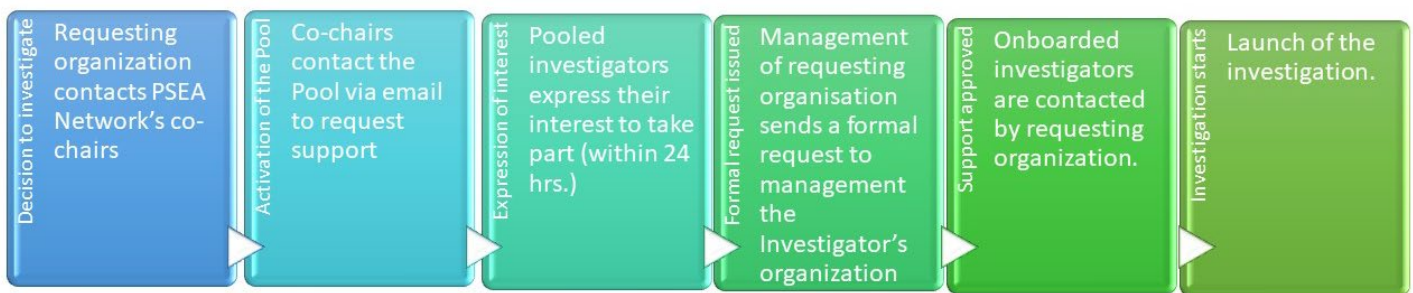 Decision to investigate
Requesting
organization
contacts PSEA
Network's co-
chairs
Activation of the Pool
Co-chairs
contact the
Pool via email
to request
support
Expression of interest
Pooled
investigators
express their
interest to take
part (within 24
hrs.)
Formal request issued
Management
of requesting
organisation
sends a formal
request to
management
the
Investigator's
organization
Support approved
Onboarded
investigators
are contacted
by requesting
organization.
Investigation starts
Launch of the
investigation.